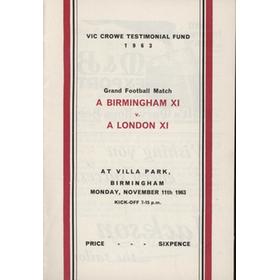 VIC CROWE TESTIMONIAL FUND
1963
Grand Football Match
A BIRMINGHAM XI
v.
A LONDON XI
AT VILLA PARK,
BIRMINGHAM
MONDAY, NOVEMBER 11th 1963
KICK-OFF 7-15 p.m.
PRICE - - - SIXPENCE